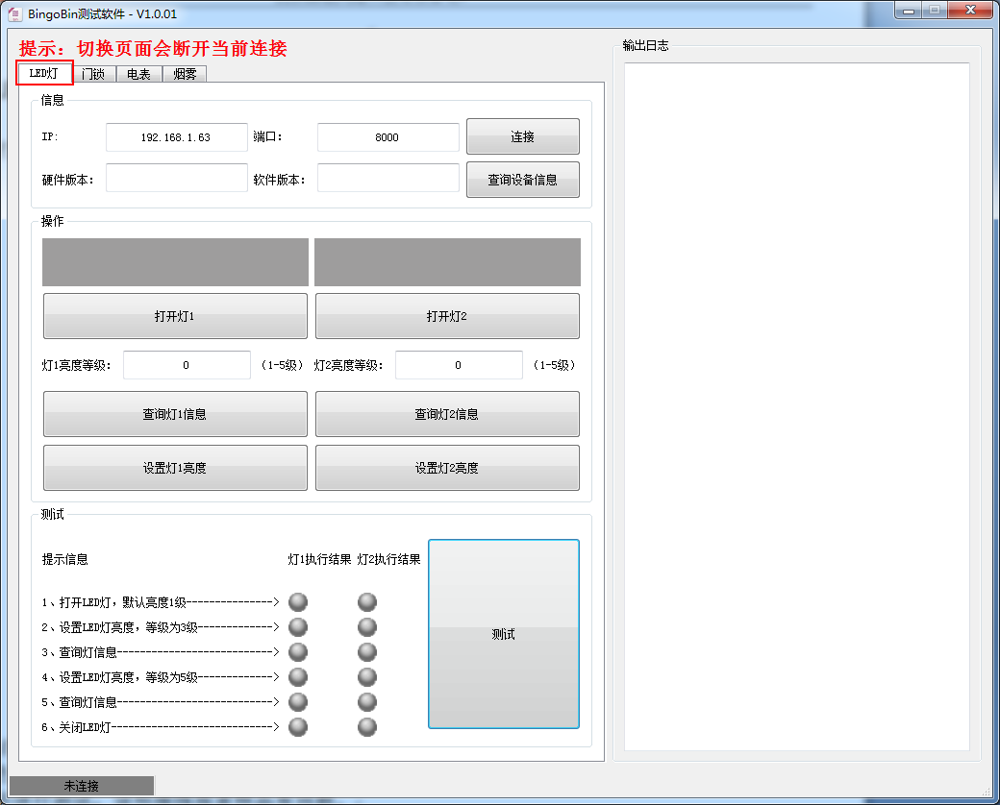 BingoBin测试软件 - V1.0.01
提示：切换页面会断开当前连接
LED灯 门锁 电表 烟雾
信息
IP: 192.168.1.63 端口： 8000 连接
硬件版本： 软件版本： 查询设备信息
操作
打开灯1 打开灯2
灯1亮度等级： 0 （1-5级） 灯2亮度等级： 0 （1-5级）
查询灯1信息 查询灯2信息
设置灯1亮度 设置灯2亮度
测试
提示信息 灯1执行结果 灯2执行结果
1、打开LED灯，默认亮度1级--------------->
2、设置LED灯亮度，等级为3级------------->
3、查询灯信息--------------------------->
4、设置LED灯亮度，等级为5级------------->
5、查询灯信息--------------------------->
6、关闭LED灯---------------------------->
测试
未连接
输出日志